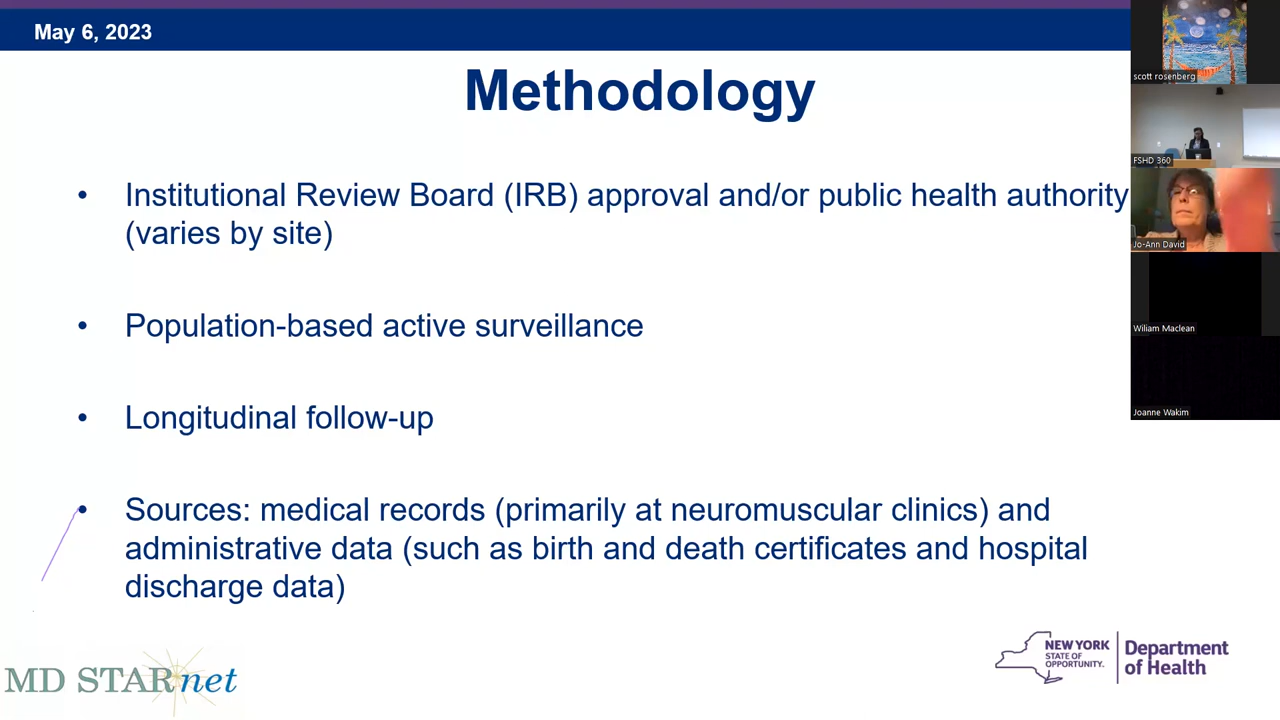 May 6, 2023
Methodology
• Institutional Review Board (IRB) approval and/or public health authority
(varies by site)
• Population-based active surveillance
• Longitudinal follow-up
• Sources: medical records (primarily at neuromuscular clinics) and
administrative data (such as birth and death certificates and hospital
discharge data)
MD STARnet
NEW YORK
STATE OF
OPPORTUNITY.
Department
of Health
scott rosenberg
FSHD 360
Jo-Ann David
Wiliam Maclean
Joanne Wakim